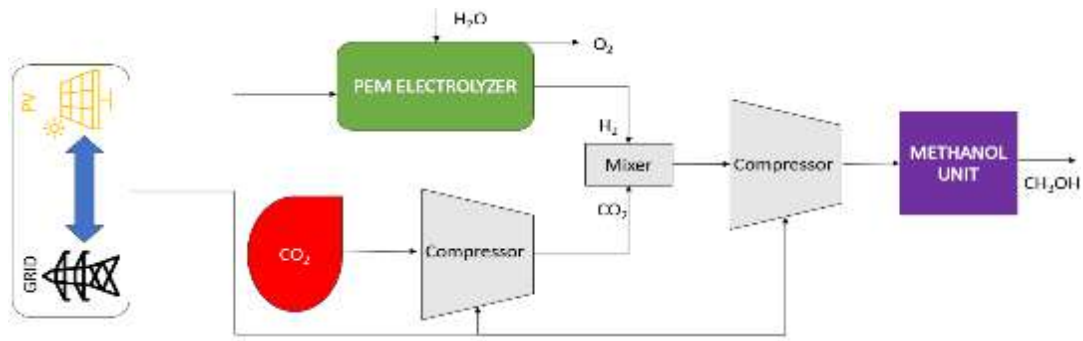 H₂O
O₂
PV
PEM ELECTROLYZER
H₂
Mixer
Compressor
METHANOL
UNIT
CH₃OH
CO₂
GRID
CO₂
Compressor